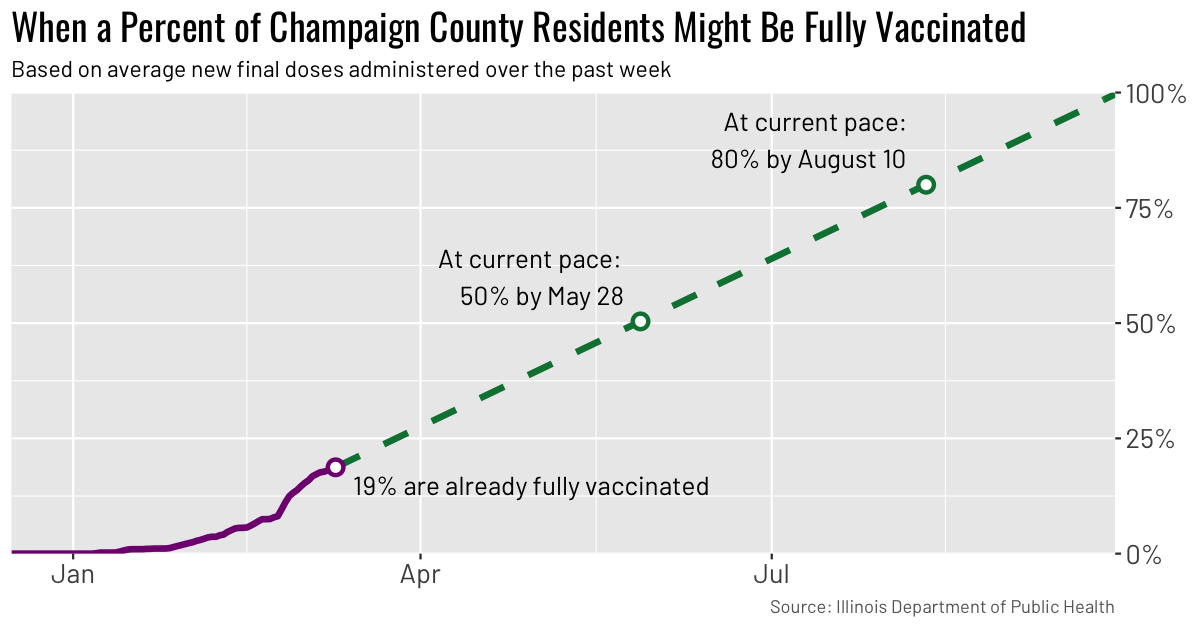 When a Percent of Champaign County Residents Might Be Fully Vaccinated
Based on average new final doses administered over the past week
100%
At current pace:
80% by August 10
75%
At current pace:
50% by May 28
50%
25%
19% are already fully vaccinated
0%
Jan
Apr
Jul
Source: Illinois Department of Public Health